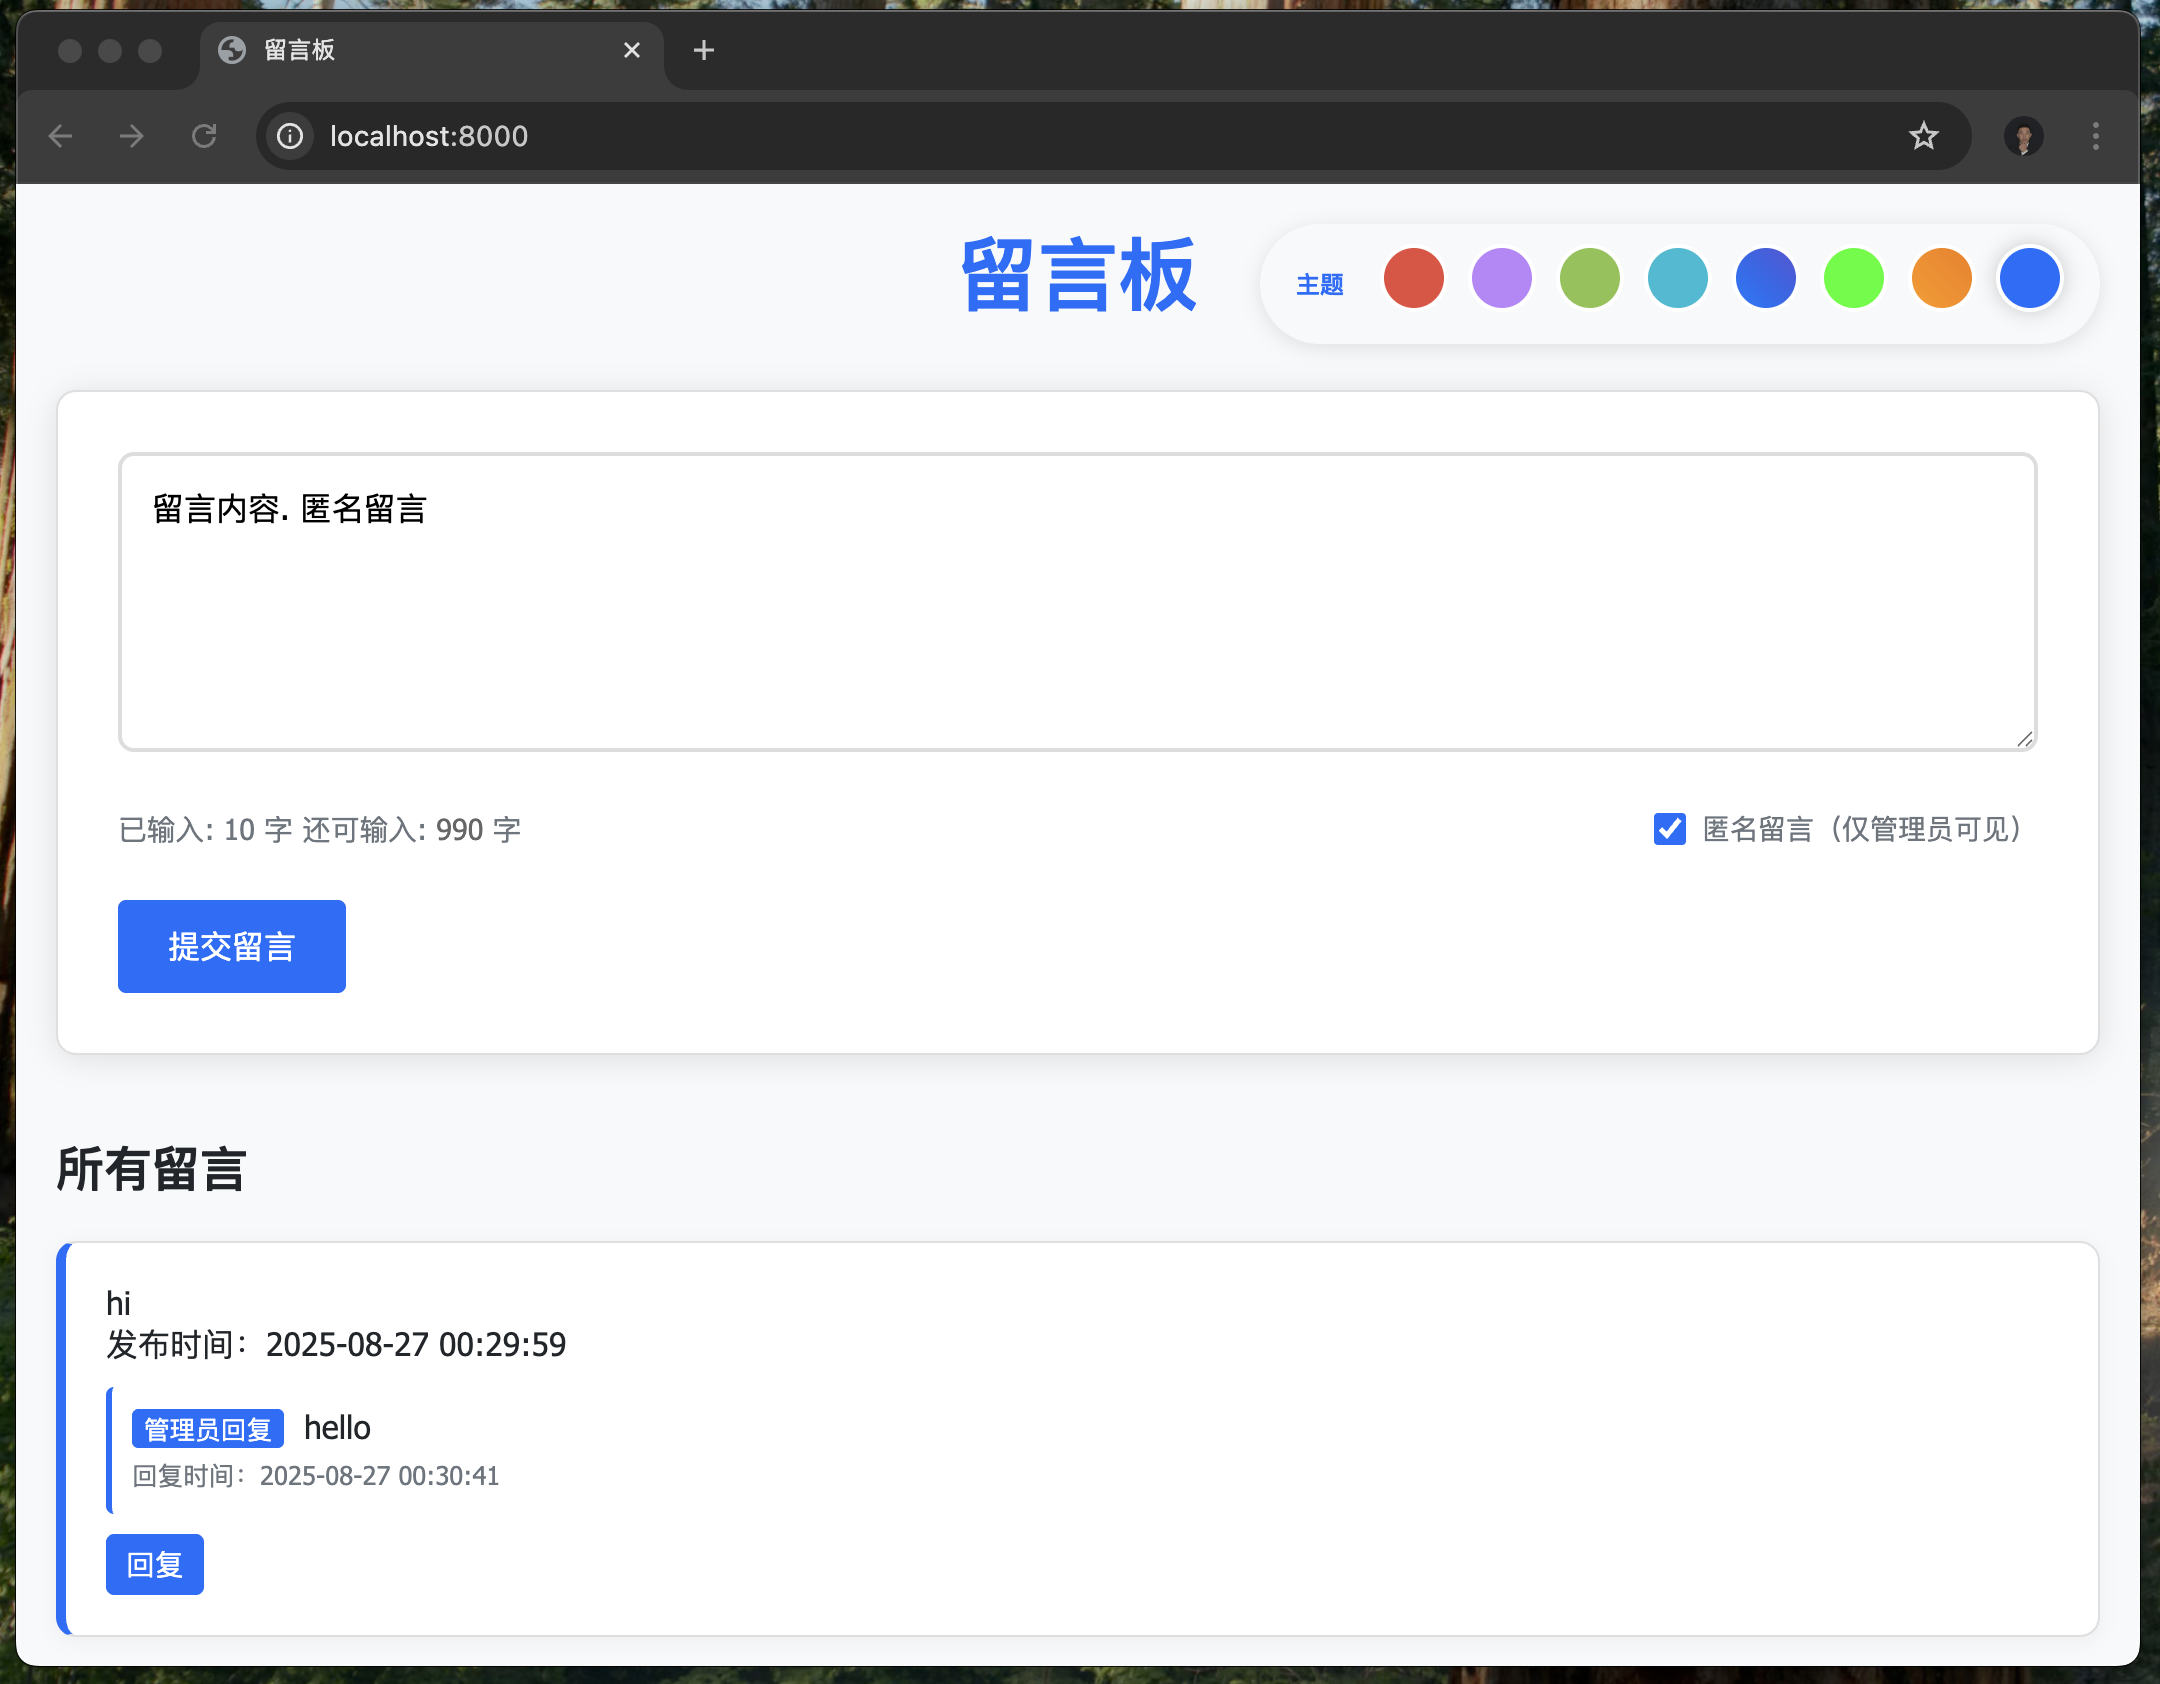 留言板
localhost:8000
留言板
主题
留言内容. 匿名留言
已输入: 10 字 还可输入: 990 字
匿名留言（仅管理员可见）
提交留言
所有留言
hi
发布时间：2025-08-27 00:29:59
管理员回复 hello
回复时间：2025-08-27 00:30:41
回复